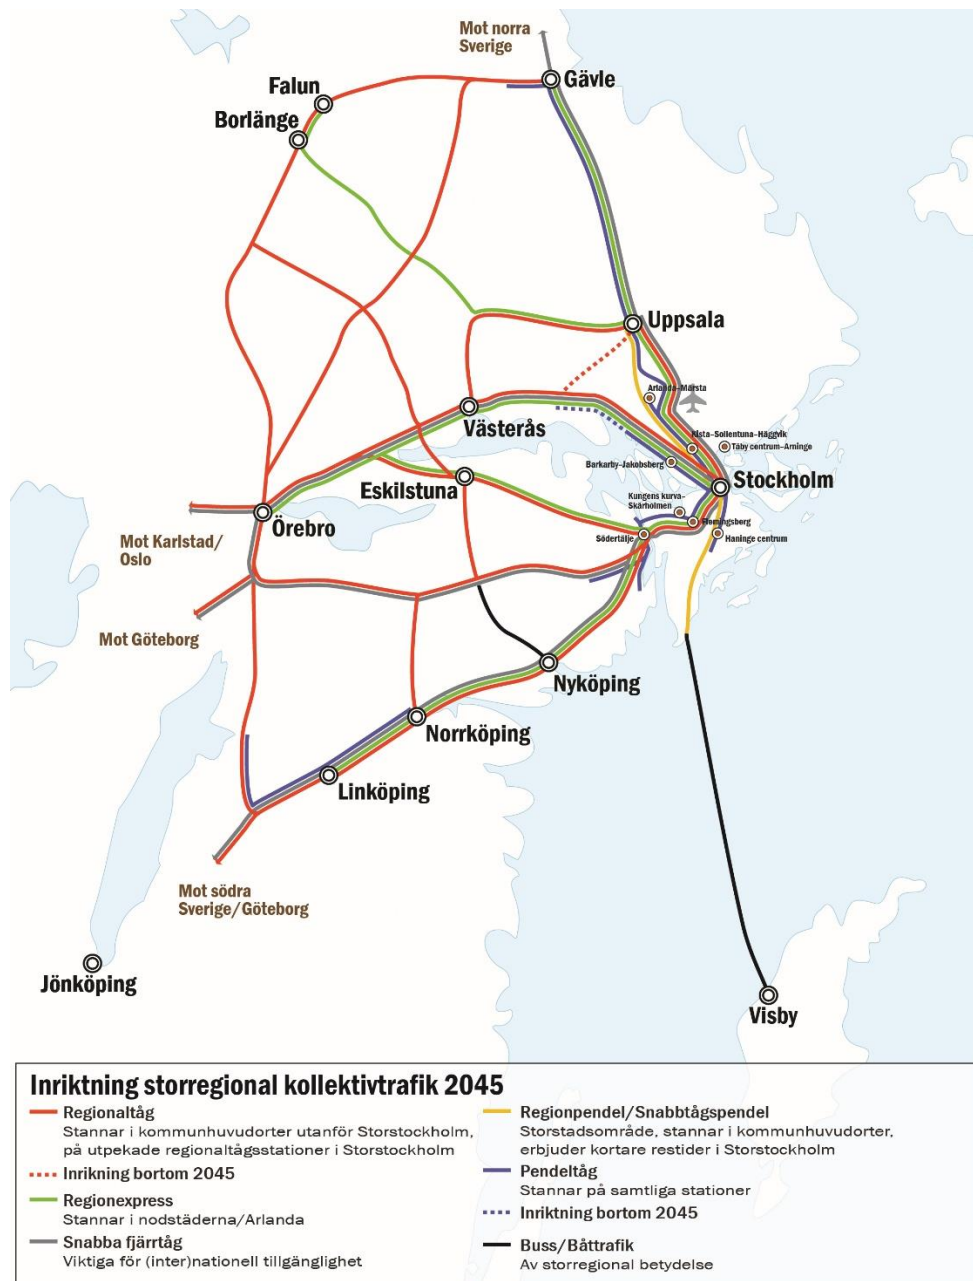 Mot norra
Sverige
Gävle
Falun
Borlänge
Uppsala
Arlanda-Märsta
Västerås
Kista-Sollentuna-Häggvik
Täby centrum-Arninge
Barkarby-Jakobsberg
Stockholm
Eskilstuna
Kungens kurva-
Skärholmen
Örebro
Flemingsberg
Södertälje
Haninge centrum
Mot Karlstad/
Oslo
Mot Göteborg
Nyköping
Norrköping
Linköping
Mot södra
Sverige/Göteborg
Jönköping
Visby
Inriktning storregional kollektivtrafik 2045
Regionaltåg
Stannar i kommunhuvudorter utanför Storstockholm,
på utpekade regionaltågsstationer i Storstockholm
Inrikning bortom 2045
Regionexpress
Stannar i nodstäderna/Arlanda
Snabba fjärrtåg
Viktiga för (inter)nationell tillgänglighet
Regionpendel/Snabbtågspendel
Storstadsområde, stannar i kommunhuvudorter,
erbjuder kortare restider i Storstockholm
Pendeltåg
Stannar på samtliga stationer
Inriktning bortom 2045
Buss/Båttrafik
Av storregional betydelse